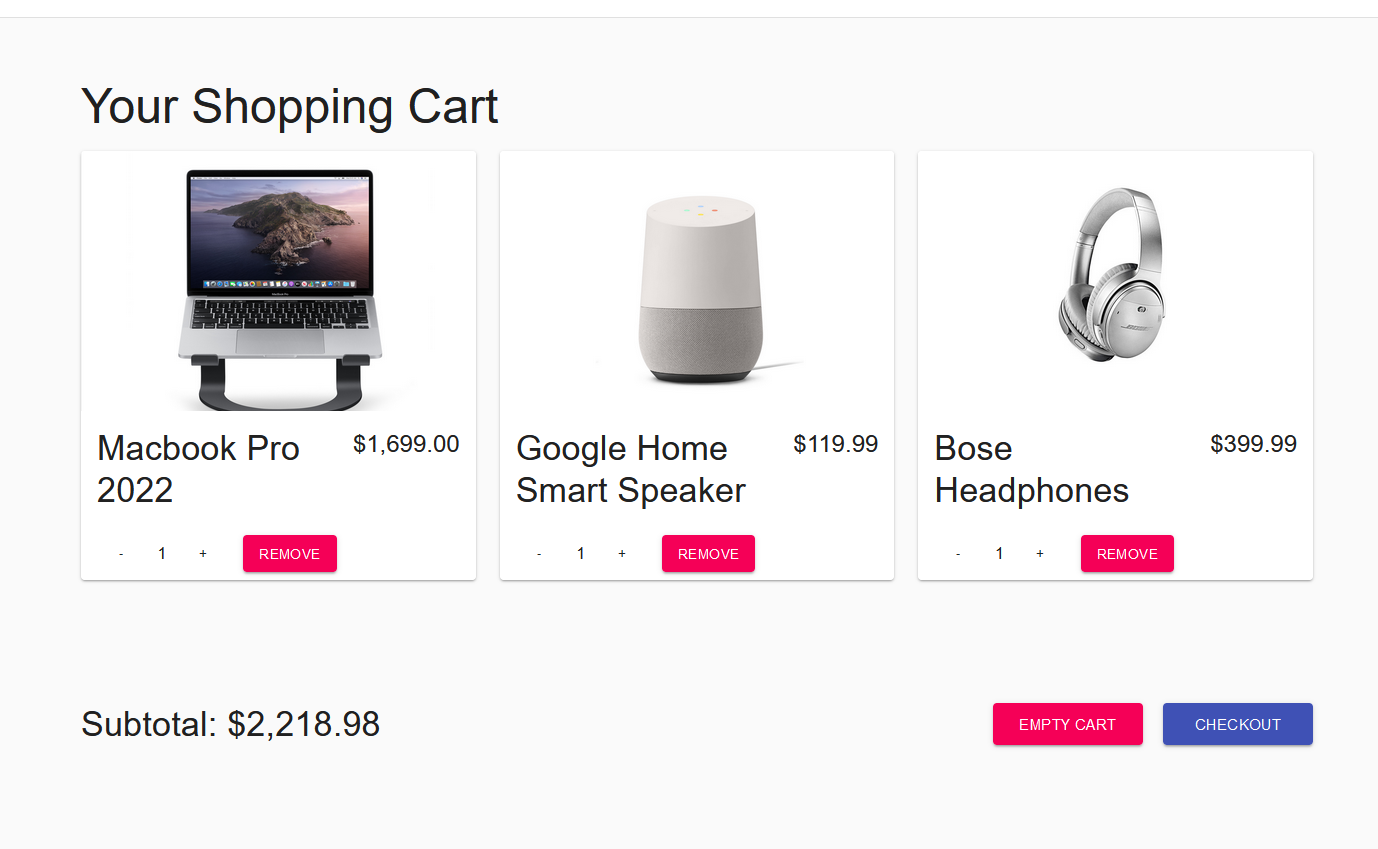 Your Shopping Cart
Macbook Pro
2022
$1,699.00
- 1 + REMOVE
Google Home
Smart Speaker
$119.99
- 1 + REMOVE
BOSE
Bose
Headphones
$399.99
- 1 + REMOVE
Subtotal: $2,218.98
EMPTY CART
CHECKOUT